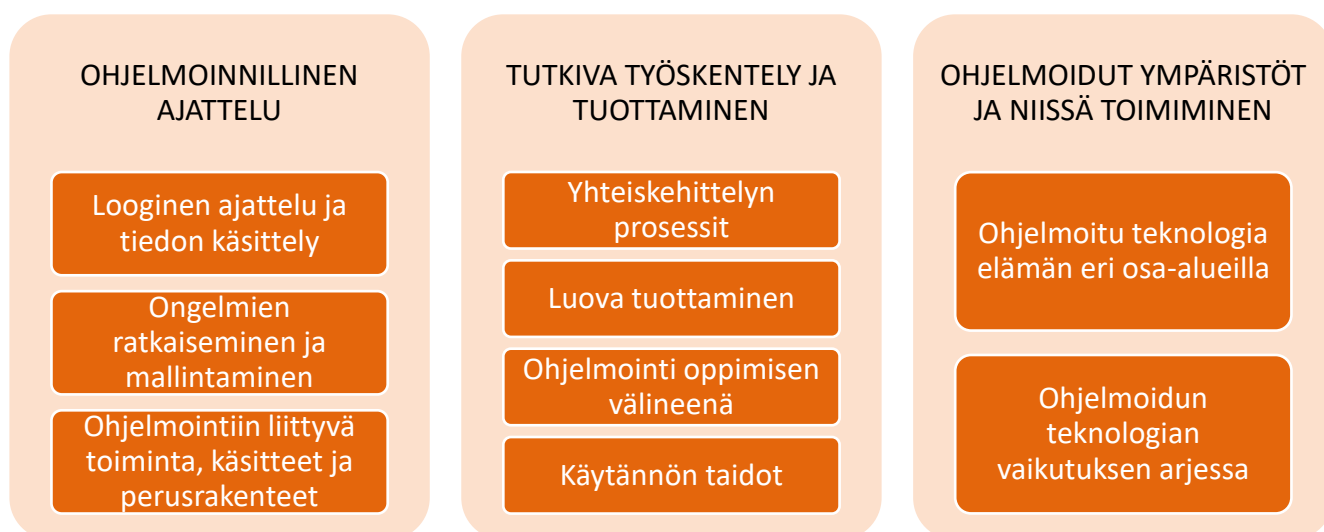 OHJELMOINNILLINEN
AJATTELU
Looginen ajattelu ja
tiedon käsittely
Ongelmien
ratkaiseminen ja
mallintaminen
Ohjelmointiin liittyvä
toiminta, käsitteet ja
perusrakenteet
TUTKIVA TYÖSKENTELY JA
TUOTTAMINEN
Yhteiskehittelyn
prosessit
Luova tuottaminen
Ohjelmointi oppimisen
välineenä
Käytännön taidot
OHJELMOIDUT YMPÄRISTÖT
JA NIISSÄ TOIMIMINEN
Ohjelmoitu teknologia
elämän eri osa-alueilla
Ohjelmoidun
teknologian
vaikutuksen arjessa